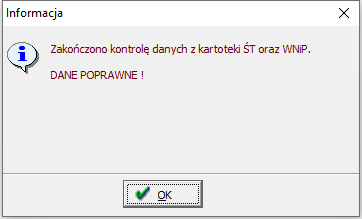 Informacja
Zakończono kontrolę danych z kartoteki ŚT oraz WNiP.
DANE POPRAWNE !
OK